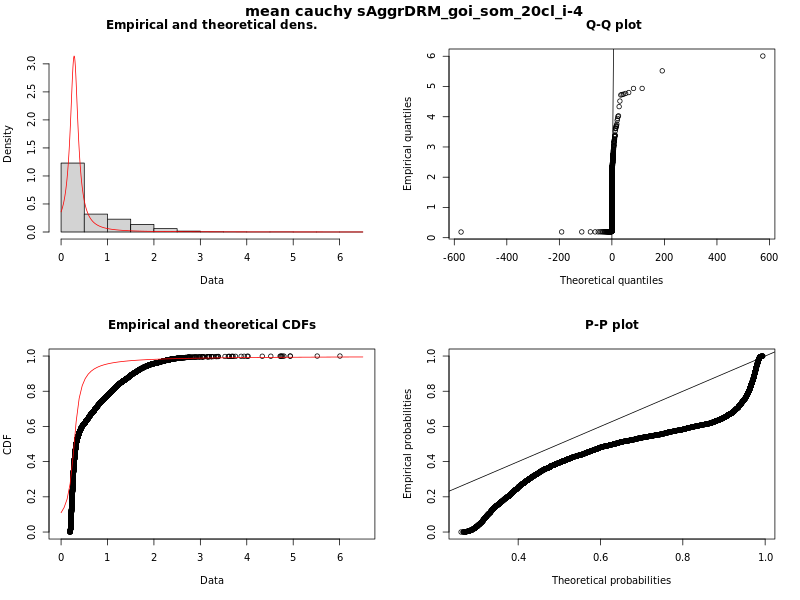 mean cauchy sAggrDRM_goi_som_20cl_i-4
Empirical and theoretical dens.
Density
0.0 0.5 1.0 1.5 2.0 2.5 3.0
0 1 2 3 4 5 6
Data
Q-Q plot
Empirical quantiles
0 1 2 3 4 5 6
-600 -400 -200 0 200 400 600
Theoretical quantiles
Empirical and theoretical CDFs
CDF
0.0 0.2 0.4 0.6 0.8 1.0
0 1 2 3 4 5 6
Data
P-P plot
Empirical probabilities
0.0 0.2 0.4 0.6 0.8 1.0
0.4 0.6 0.8 1.0
Theoretical probabilities